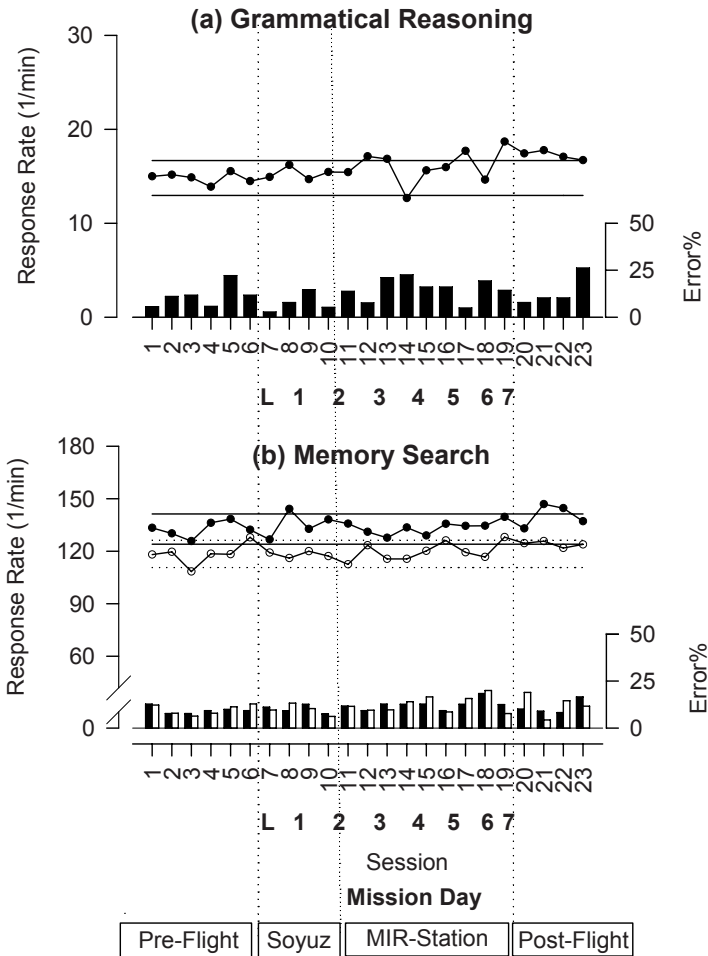 (a) Grammatical Reasoning
Response Rate (1/min)
30
20
10
0
50
25
0
Error%
1 2 3 4 5 6 7 8 9 10 11 12 13 14 15 16 17 18 19 20 21 22 23
L 1 2 3 4 5 6 7
(b) Memory Search
Response Rate (1/min)
180
150
120
90
60
0
50
25
0
Error%
1 2 3 4 5 6 7 8 9 10 11 12 13 14 15 16 17 18 19 20 21 22 23
L 1 2 3 4 5 6 7
Session
Mission Day
Pre-Flight Soyuz MIR-Station Post-Flight